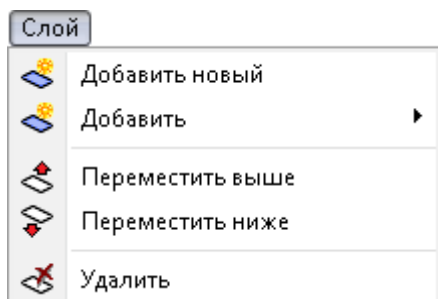 Слой
Добавить новый
Добавить
Переместить выше
Переместить ниже
Удалить